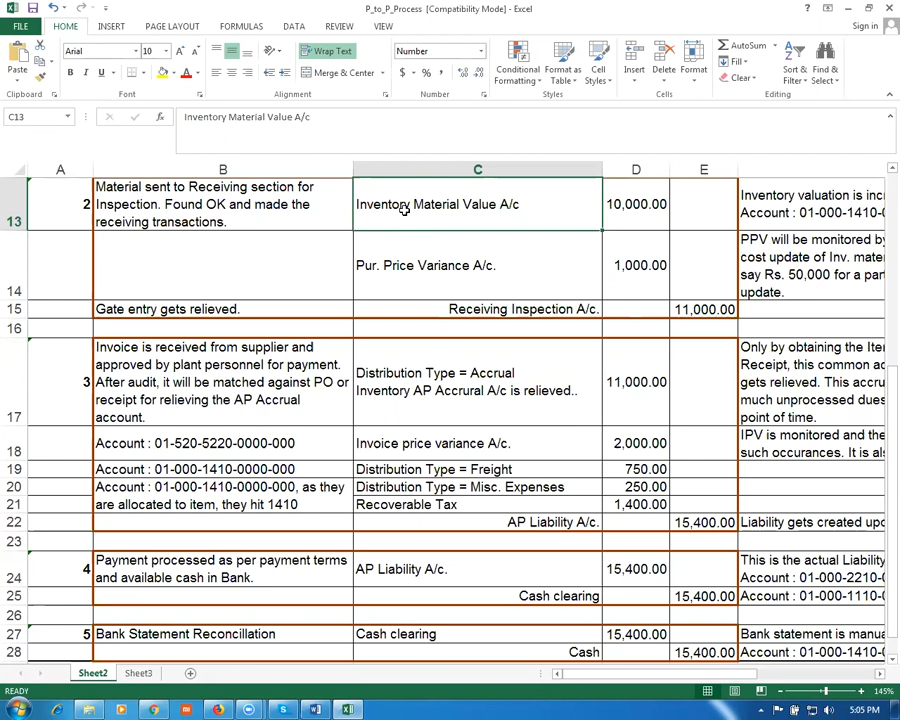 P_to_P_Process [Compatibility Mode] - Excel
FILE HOME INSERT PAGE LAYOUT FORMULAS DATA REVIEW VIEW Sign in
Paste Arial 10 Wrap Text Number
B I U Merge & Center $ % , Conditional Formatting Format as Table Cell Styles Insert Delete Format AutoSum Fill Clear Sort & Filter Find & Select
Clipboard Font Alignment Number Styles Cells Editing
C13 fx Inventory Material Value A/c
A B C D E
Material sent to Receiving section for
13 2 Inspection. Found OK and made the Inventory Material Value A/c 10,000.00 Inventory valuation is incr
receiving transactions. Account : 01-000-1410-0
PPV will be monitored by
cost update of Inv. mate
14 Pur. Price Variance A/c. 1,000.00 say Rs. 50,000 for a part
update.
15 Gate entry gets relieved. Receiving Inspection A/c. 11,000.00
16
Invoice is received from supplier and Only by obtaining the Iter
approved by plant personnel for payment. Distribution Type = Accrual Receipt, this common ac
17 3 After audit, it will be matched against PO or Inventory AP Accrural A/c is relieved.. 11,000.00 gets relieved. This accru
receipt for relieving the AP Accrual much unprocessed dues
account. point of time.
18 Account : 01-520-5220-0000-000 Invoice price variance A/c. 2,000.00 IPV is monitored and the
such occurances. It is als
19 Account : 01-000-1410-0000-000 Distribution Type = Freight 750.00
20 Account : 01-000-1410-0000-000, as they Distribution Type = Misc. Expenses 250.00
21 are allocated to item, they hit 1410 Recoverable Tax 1,400.00
22 AP Liability A/c. 15,400.00 Liability gets created upo
23
24 4 Payment processed as per payment terms AP Liability A/c. 15,400.00 This is the actual Liability
and available cash in Bank. Account : 01-000-2210-0
25 Cash clearing 15,400.00 Account : 01-000-1110-0
26
27 5 Bank Statement Reconcillation Cash clearing 15,400.00 Bank statement is manua
28 Cash 15,400.00 Account : 01-000-1410-0
Sheet2 Sheet3
READY 145%
5:05 PM